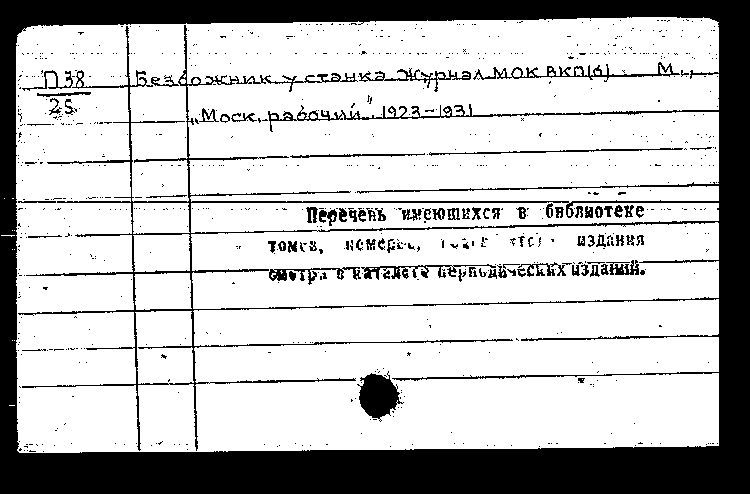 П38 Безбожник у станка. Журнал МОК ВКП(б). М.,
25 „Моск. рабочий", 1923-1931
Перечень имеющихся в библиотеке
томов, номеров, издания
смотри в каталоге периодических изданий.